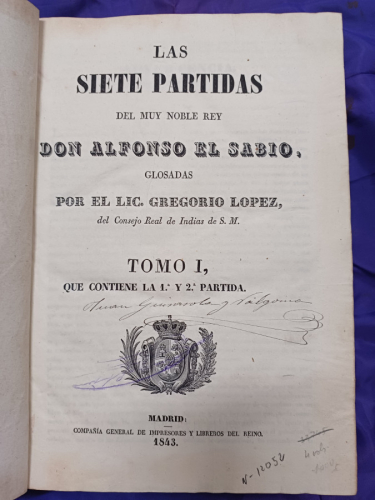 LAS
SIETE PARTIDAS
DEL MUY NOBLE REY
DON ALFONSO EL SABIO,
GLOSADAS
POR EL LIC. GREGORIO LOPEZ,
del Consejo Real de Indias de S. M.
TOMO I,
QUE CONTIENE LA 1.ª Y 2.ª PARTIDA.
MADRID:
COMPAÑÍA GENERAL DE IMPRESORES Y LIBREROS DEL REINO.
1843.
N-12054